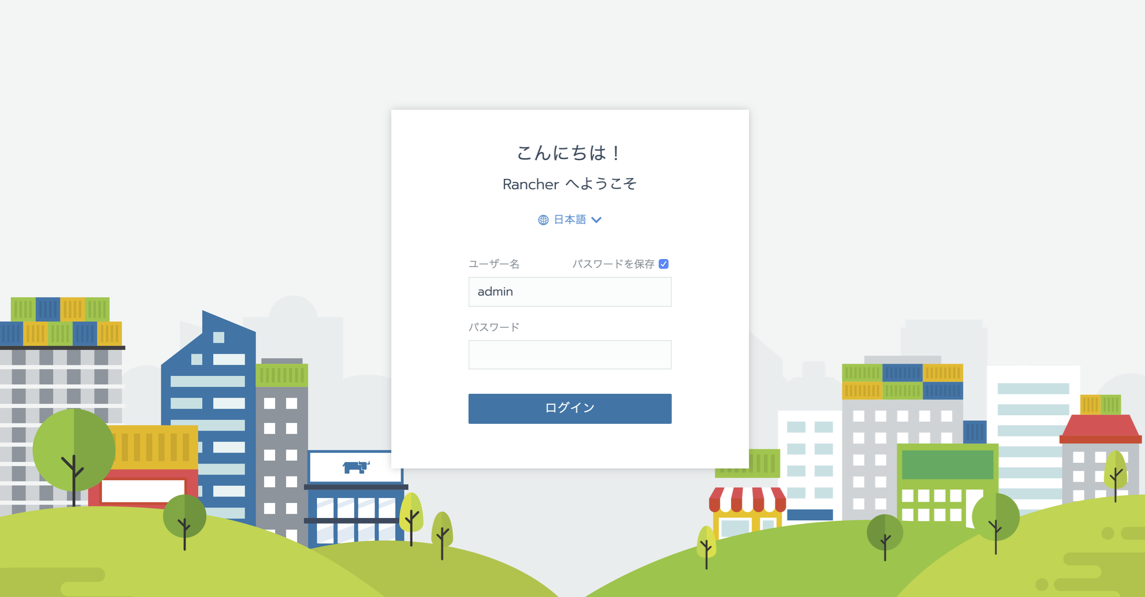 こんにちは！
Rancher へようこそ
日本語
ユーザー名 パスワードを保存
admin
パスワード
ログイン